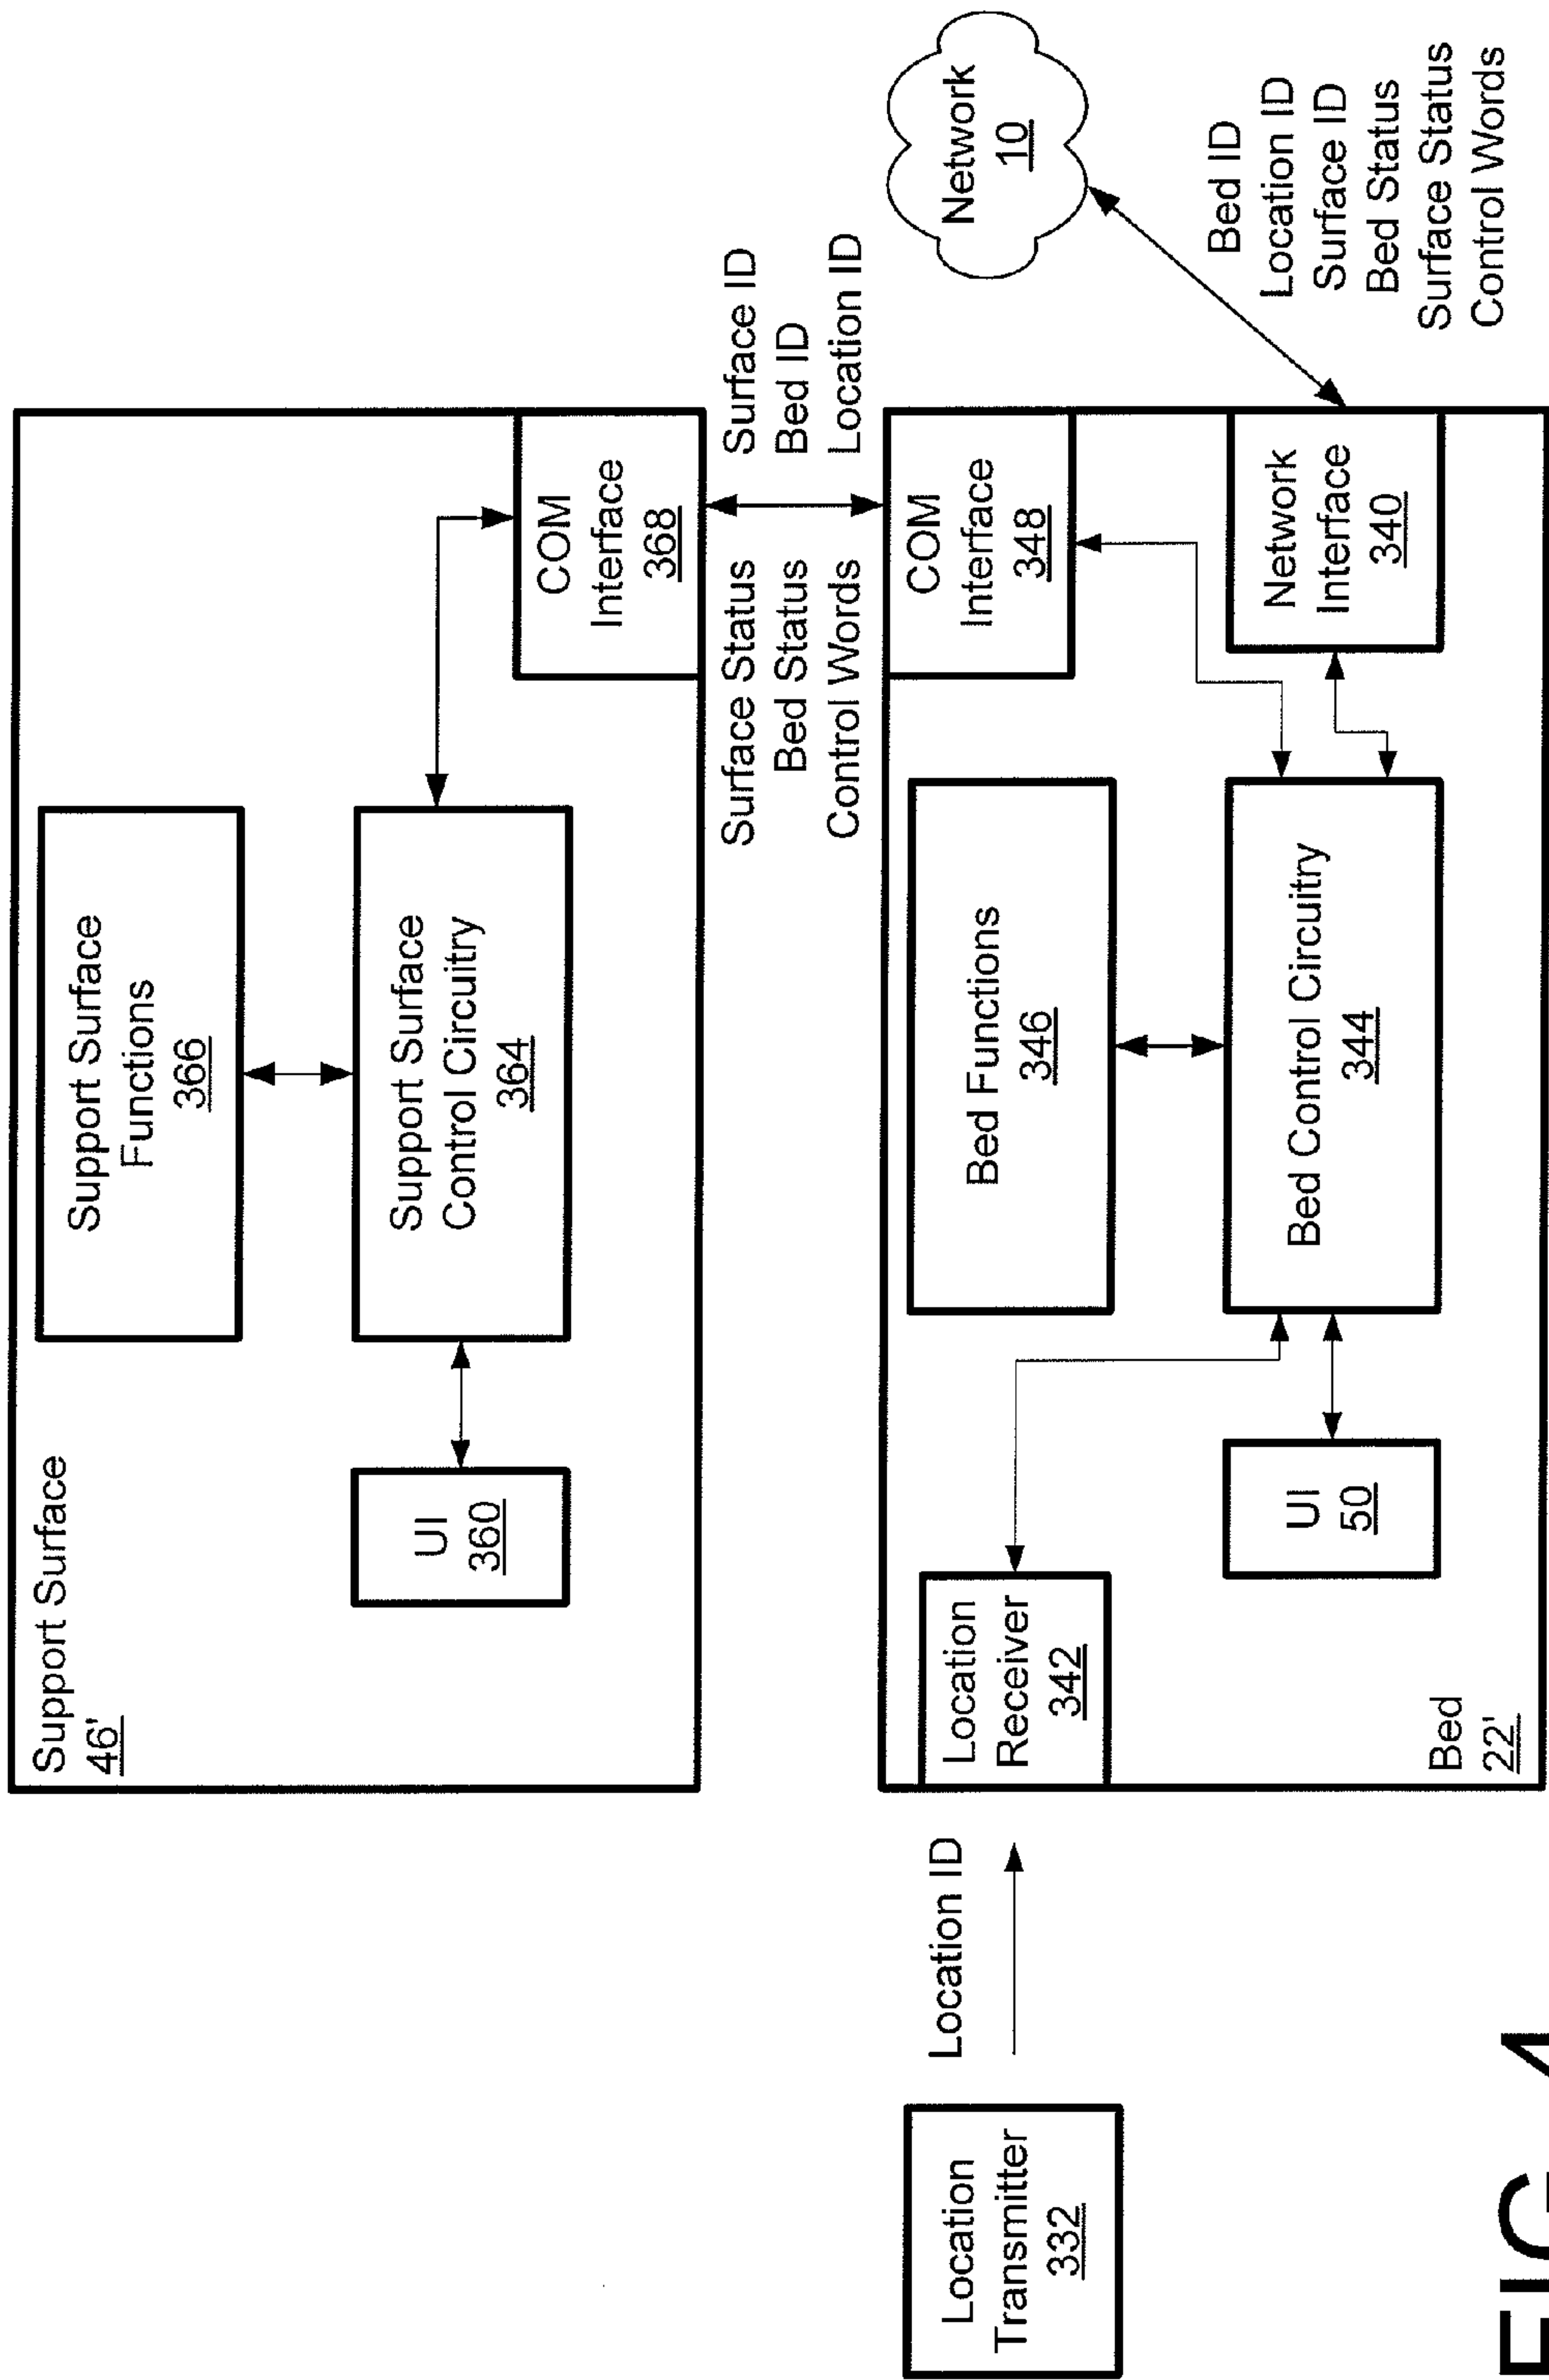 Support Surface
46'
Support Surface
Functions
366
UI
360
Support Surface
Control Circuitry
364
COM
Interface
368
Surface Status
Bed Status
Control Words
Surface ID
Bed ID
Location ID
Location
Transmitter
332
Location ID
Location
Receiver
342
Bed Functions
346
COM
Interface
348
UI
50
Bed Control Circuitry
344
Network
Interface
340
Bed
22'
Network
10
Bed ID
Location ID
Surface ID
Bed Status
Surface Status
Control Words
FIG. 4